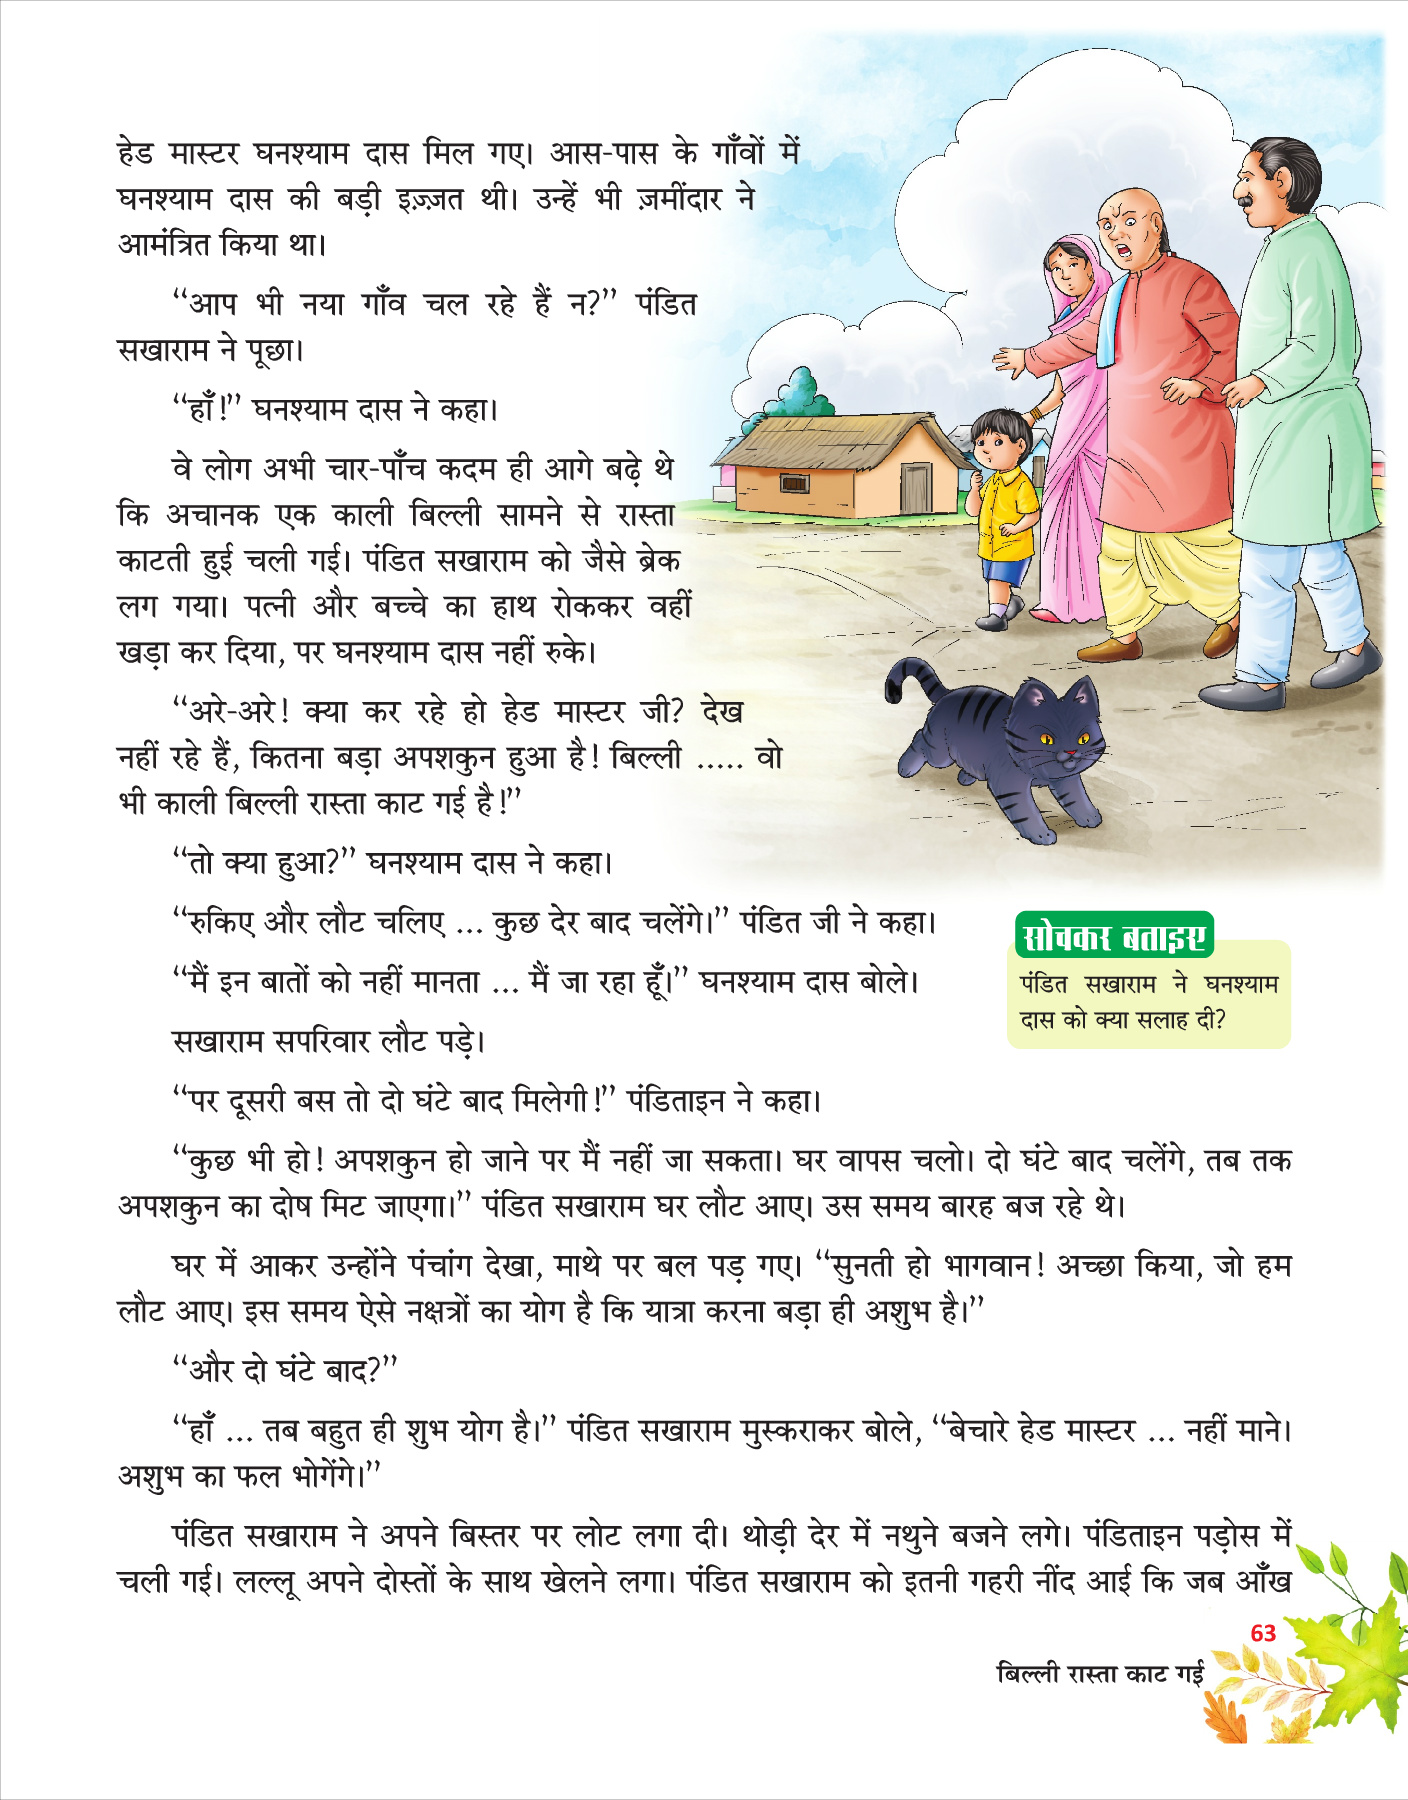 हेड मास्टर घनश्याम दास मिल गए। आस-पास के गाँवों में
घनश्याम दास की बड़ी इज़्ज़त थी। उन्हें भी ज़मींदार ने
आमंत्रित किया था।
“आप भी नया गाँव चल रहे हैं न?” पंडित
सखाराम ने पूछा।
“हाँ!” घनश्याम दास ने कहा।
वे लोग अभी चार-पाँच कदम ही आगे बढ़े थे
कि अचानक एक काली बिल्ली सामने से रास्ता
काटती हुई चली गई। पंडित सखाराम को जैसे ब्रेक
लग गया। पत्नी और बच्चे का हाथ रोककर वहीं
खड़ा कर दिया, पर घनश्याम दास नहीं रुके।
“अरे-अरे! क्या कर रहे हो हेड मास्टर जी? देख
नहीं रहे हैं, कितना बड़ा अपशकुन हुआ है! बिल्ली ..... वो
भी काली बिल्ली रास्ता काट गई है!”
“तो क्या हुआ?” घनश्याम दास ने कहा।
“रुकिए और लौट चलिए ... कुछ देर बाद चलेंगे।” पंडित जी ने कहा।
“मैं इन बातों को नहीं मानता ... मैं जा रहा हूँ।” घनश्याम दास बोले।
सखाराम सपरिवार लौट पड़े।
सोचकर बताइए
पंडित सखाराम ने घनश्याम
दास को क्या सलाह दी?
“पर दूसरी बस तो दो घंटे बाद मिलेगी!” पंडिताइन ने कहा।
“कुछ भी हो! अपशकुन हो जाने पर मैं नहीं जा सकता। घर वापस चलो। दो घंटे बाद चलेंगे, तब तक
अपशकुन का दोष मिट जाएगा।” पंडित सखाराम घर लौट आए। उस समय बारह बज रहे थे।
घर में आकर उन्होंने पंचांग देखा, माथे पर बल पड़ गए। “सुनती हो भागवान! अच्छा किया, जो हम
लौट आए। इस समय ऐसे नक्षत्रों का योग है कि यात्रा करना बड़ा ही अशुभ है।”
“और दो घंटे बाद?”
“हाँ ... तब बहुत ही शुभ योग है।” पंडित सखाराम मुस्कराकर बोले, “बेचारे हेड मास्टर ... नहीं माने।
अशुभ का फल भोगेंगे।”
पंडित सखाराम ने अपने बिस्तर पर लोट लगा दी। थोड़ी देर में नथुने बजने लगे। पंडिताइन पड़ोस में
चली गई। लल्लू अपने दोस्तों के साथ खेलने लगा। पंडित सखाराम को इतनी गहरी नींद आई कि जब आँख
63
बिल्ली रास्ता काट गई